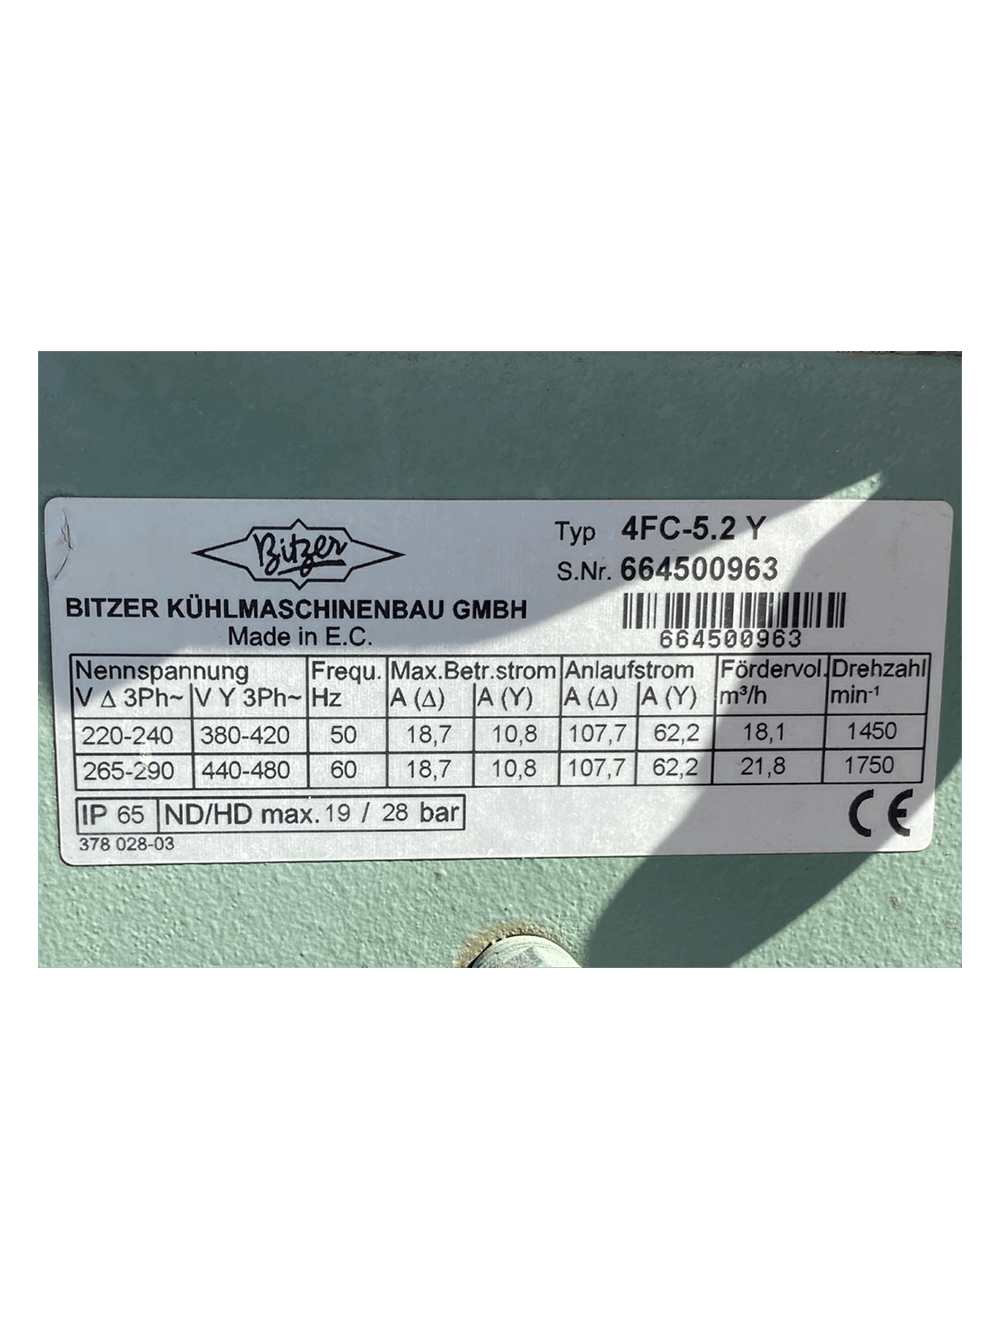 Bitzer
BITZER KÜHLMASCHINENBAU GMBH
Made in E.C.
Typ 4FC-5.2 Y
S.Nr. 664500963
664500963
Nennspannung Frequ. Max.Betr.strom Anlaufstrom Fördervol. Drehzahl
V Δ 3Ph~ V Y 3Ph~ Hz A (Δ) A (Y) A (Δ) A (Y) m³/h min⁻¹
220-240 380-420 50 18,7 10,8 107,7 62,2 18,1 1450
265-290 440-480 60 18,7 10,8 107,7 62,2 21,8 1750
IP 65 ND/HD max. 19 / 28 bar
CE
378 028-03